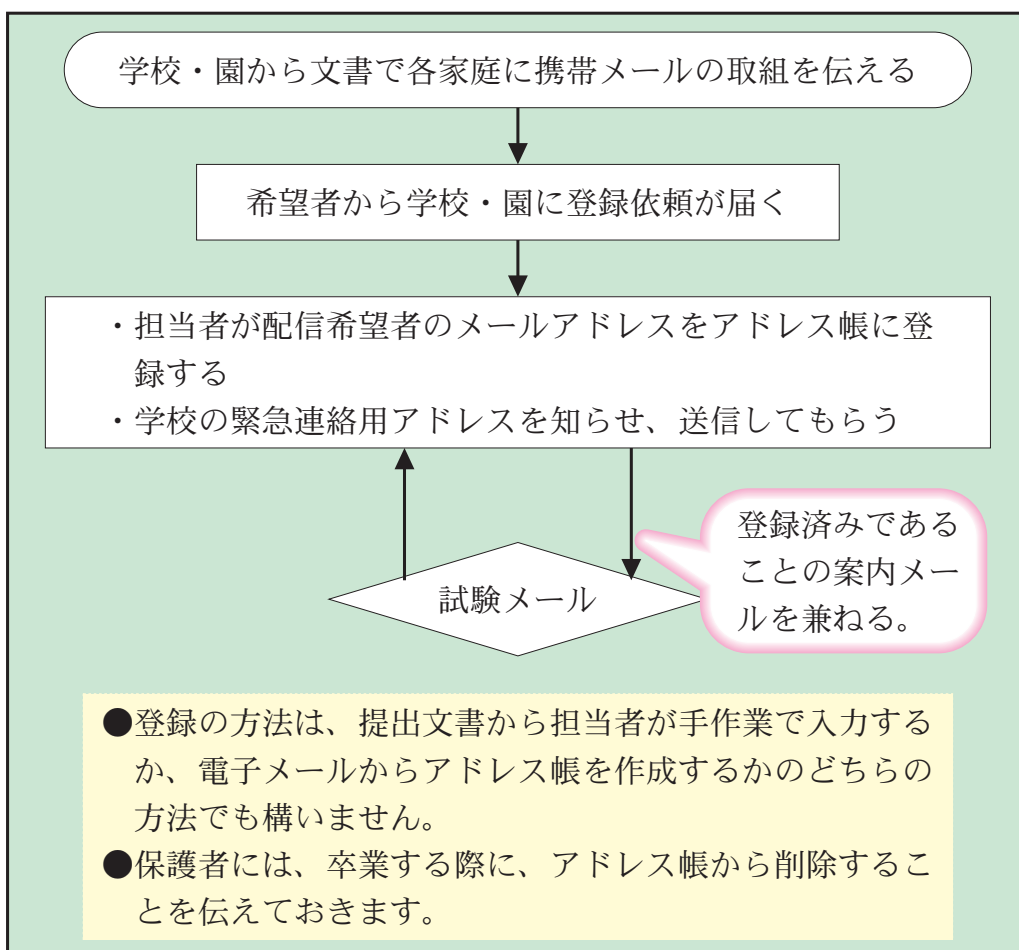 学校・園から文書で各家庭に携帯メールの取組を伝える
希望者から学校・園に登録依頼が届く
・担当者が配信希望者のメールアドレスをアドレス帳に登
録する
・学校の緊急連絡用アドレスを知らせ、送信してもらう
登録済みである
ことの案内メー
ルを兼ねる。
試験メール
●登録の方法は、提出文書から担当者が手作業で入力する
か、電子メールからアドレス帳を作成するかのどちらの
方法でも構いません。
●保護者には、卒業する際に、アドレス帳から削除するこ
とを伝えておきます。